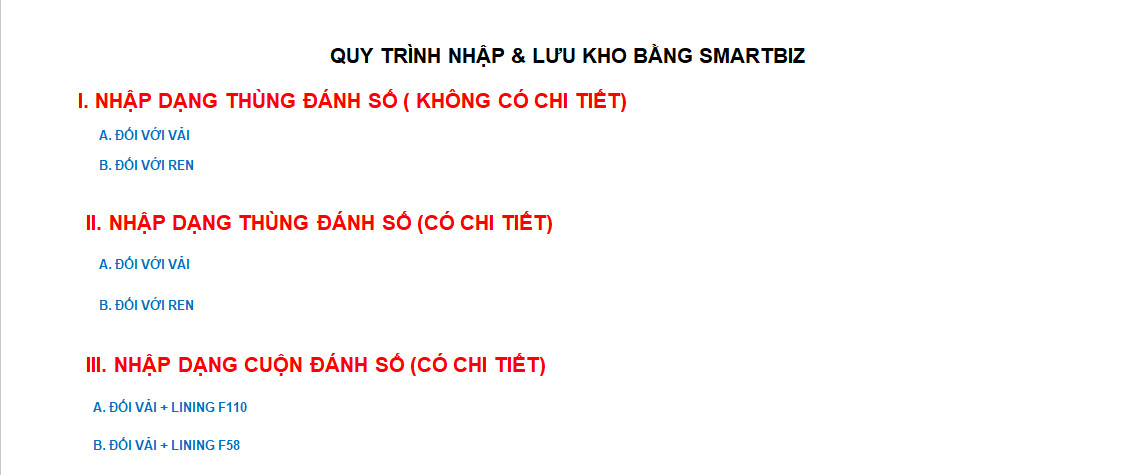 QUY TRÌNH NHẬP & LƯU KHO BẰNG SMARTBIZ
I. NHẬP DẠNG THÙNG ĐÁNH SỐ ( KHÔNG CÓ CHI TIẾT)
A. ĐỐI VỚI VẢI
B. ĐỐI VỚI REN
II. NHẬP DẠNG THÙNG ĐÁNH SỐ (CÓ CHI TIẾT)
A. ĐỐI VỚI VẢI
B. ĐỐI VỚI REN
III. NHẬP DẠNG CUỘN ĐÁNH SỐ (CÓ CHI TIẾT)
A. ĐỐI VẢI + LINING F110
B. ĐỐI VẢI + LINING F58